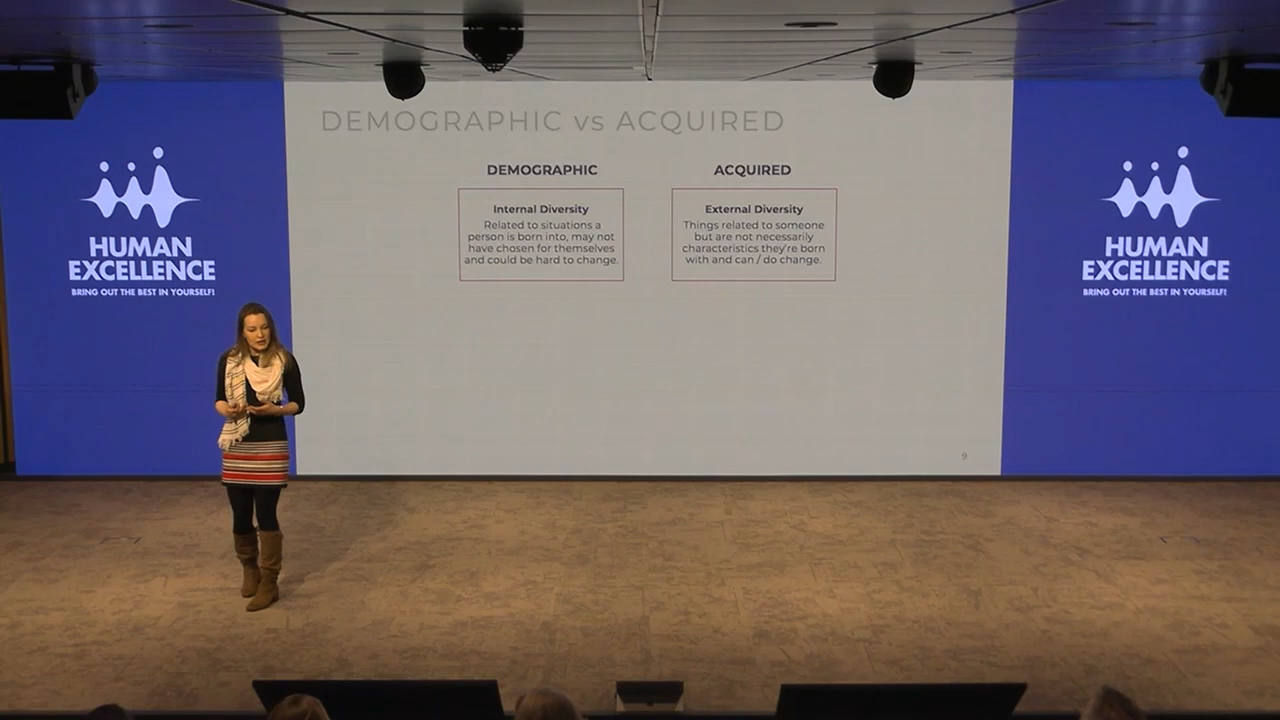 DEMOGRAPHIC vs ACQUIRED
DEMOGRAPHIC
Internal Diversity
Related to situations a
person is born into, may not
have chosen for themselves
and could be hard to change.
ACQUIRED
External Diversity
Things related to someone
but are not necessarily
characteristics they're born
with and can / do change.
9
HUMAN
EXCELLENCE
BRING OUT THE BEST IN YOURSELF!
HUMAN
EXCELLENCE
BRING OUT THE BEST IN YOURSELF!